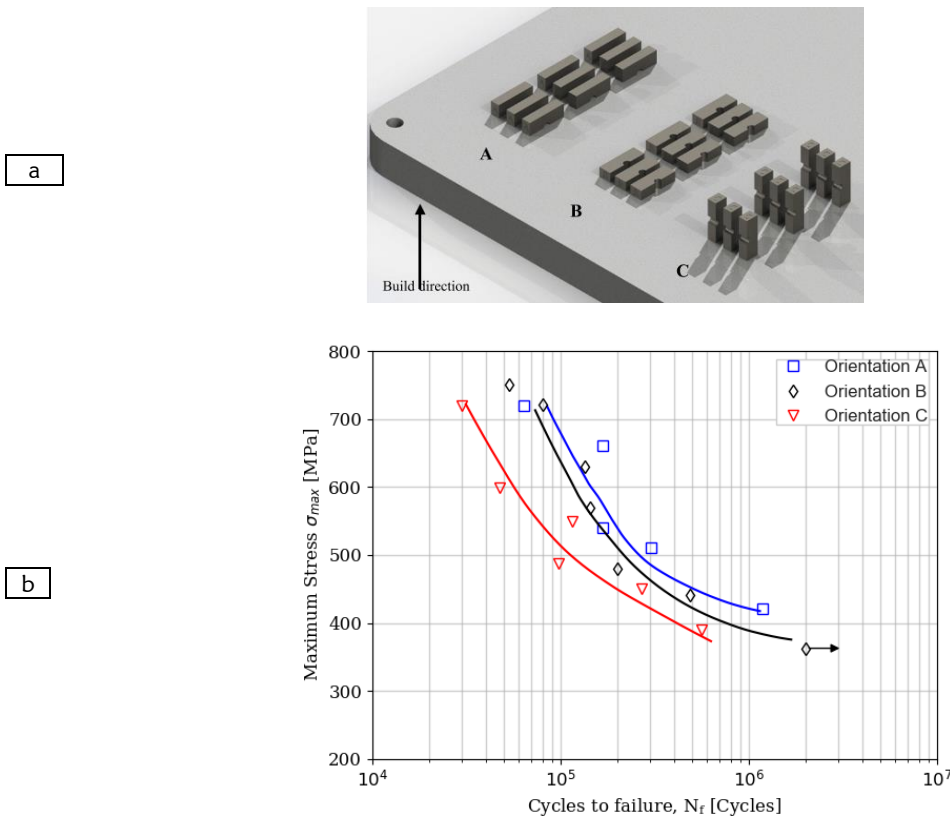 a
A
B
C
Build direction
b
800
700
600
500
400
300
200
Maximum Stress σmax [MPa]
Orientation A
Orientation B
Orientation C
10⁴
10⁵
10⁶
10⁷
Cycles to failure, Nf [Cycles]